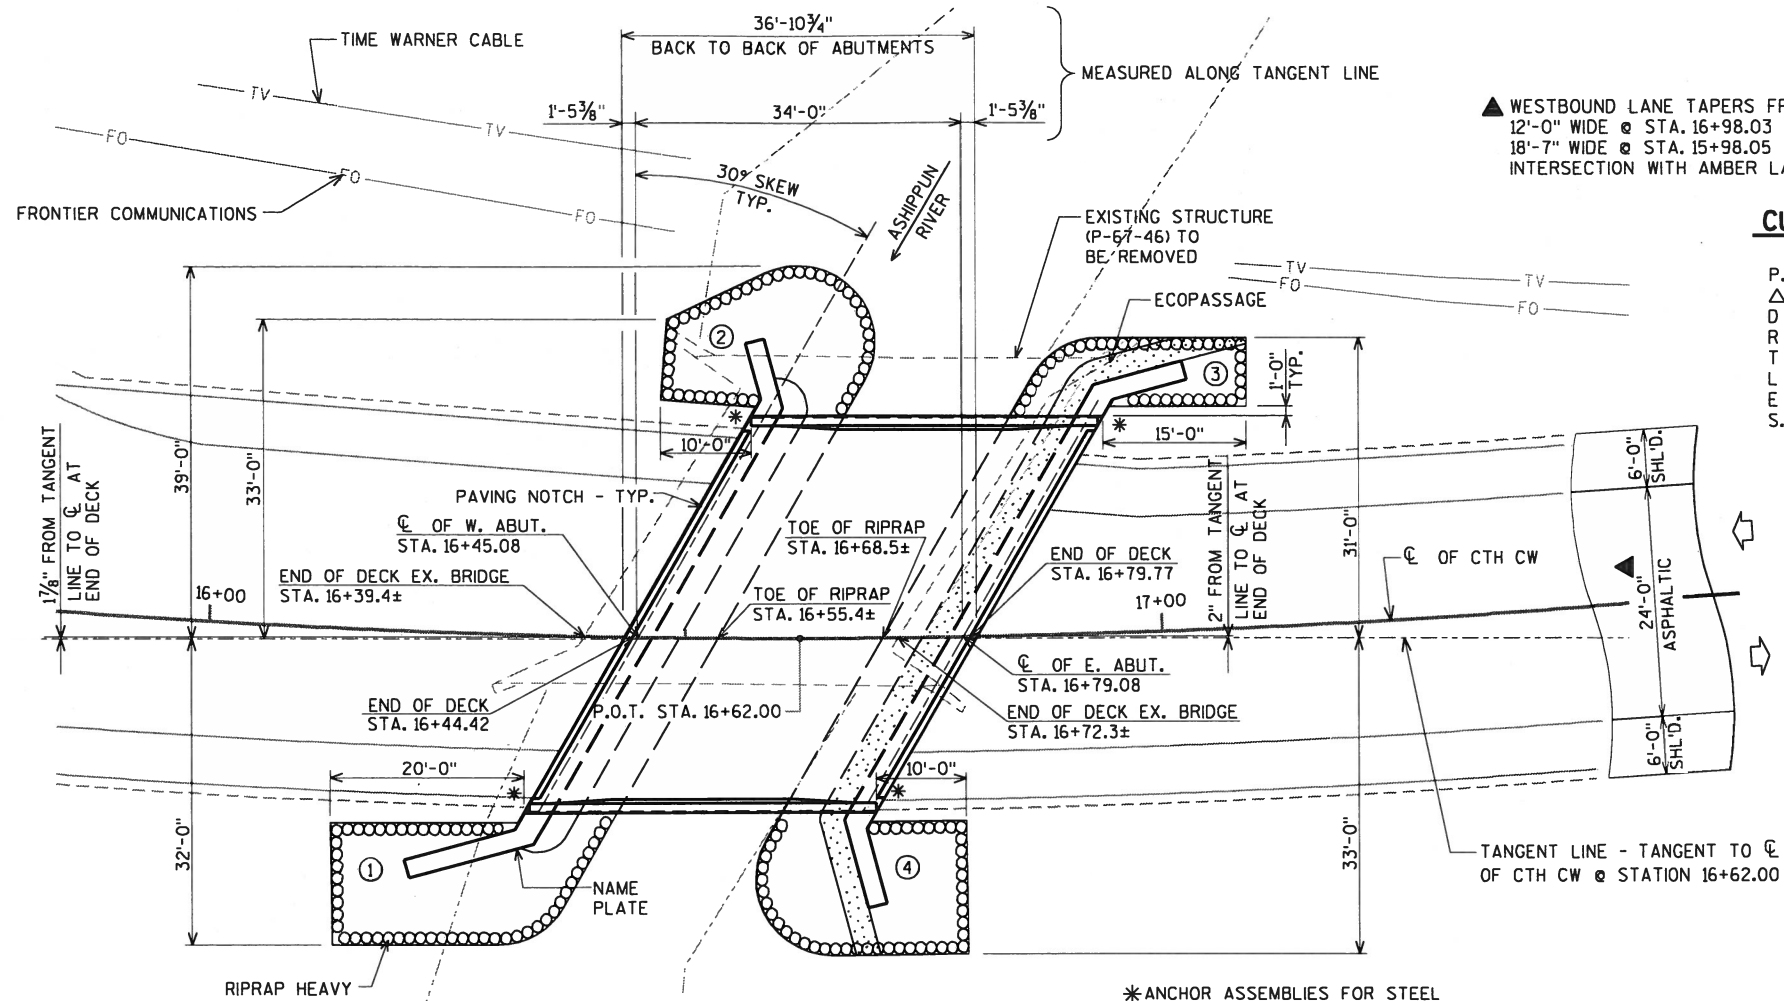 36'-10¾"
BACK TO BACK OF ABUTMENTS
TIME WARNER CABLE
MEASURED ALONG TANGENT LINE
1'-5⅜"
34'-0"
1'-5⅜"
TV
TV
FO
FO
FO
FRONTIER COMMUNICATIONS
30° SKEW
TYP.
ASHIPPUN
RIVER
▲ WESTBOUND LANE TAPERS
12'-0" WIDE @ STA. 16+98.03
18'-7" WIDE @ STA. 15+98.05
INTERSECTION WITH AMBER
EXISTING STRUCTURE
(P-67-46) TO
BE REMOVED
ECOPASSAGE
TV
FO
TV
FO
P.
△
D
R
T
L
E
S.
②
③
1'-0"
TYP.
10'-0"
15'-0"
39'-0"
33'-0"
1⅞" FROM TANGENT
LINE TO ℄ AT
END OF DECK
PAVING NOTCH - TYP.
℄ OF W. ABUT.
STA. 16+45.08
TOE OF RIPRAP
STA. 16+68.5±
END OF DECK EX. BRIDGE
STA. 16+39.4±
16+00
TOE OF RIPRAP
STA. 16+55.4±
END OF DECK
STA. 16+79.77
17+00
2" FROM TANGENT
LINE TO ℄ AT
END OF DECK
31'-0"
℄ OF CTH CW
6'-0"
SHL'D.
▲
24'-0"
ASPHALTIC
6'-0"
SHL'D.
℄ OF E. ABUT.
STA. 16+79.08
END OF DECK
STA. 16+44.42
P.O.T. STA. 16+62.00
END OF DECK EX. BRIDGE
STA. 16+72.3±
20'-0"
10'-0"
32'-0"
33'-0"
①
④
NAME
PLATE
TANGENT LINE - TANGENT TO ℄
OF CTH CW @ STATION 16+62.00
RIPRAP HEAVY
*ANCHOR ASSEMBLIES FOR STEEL